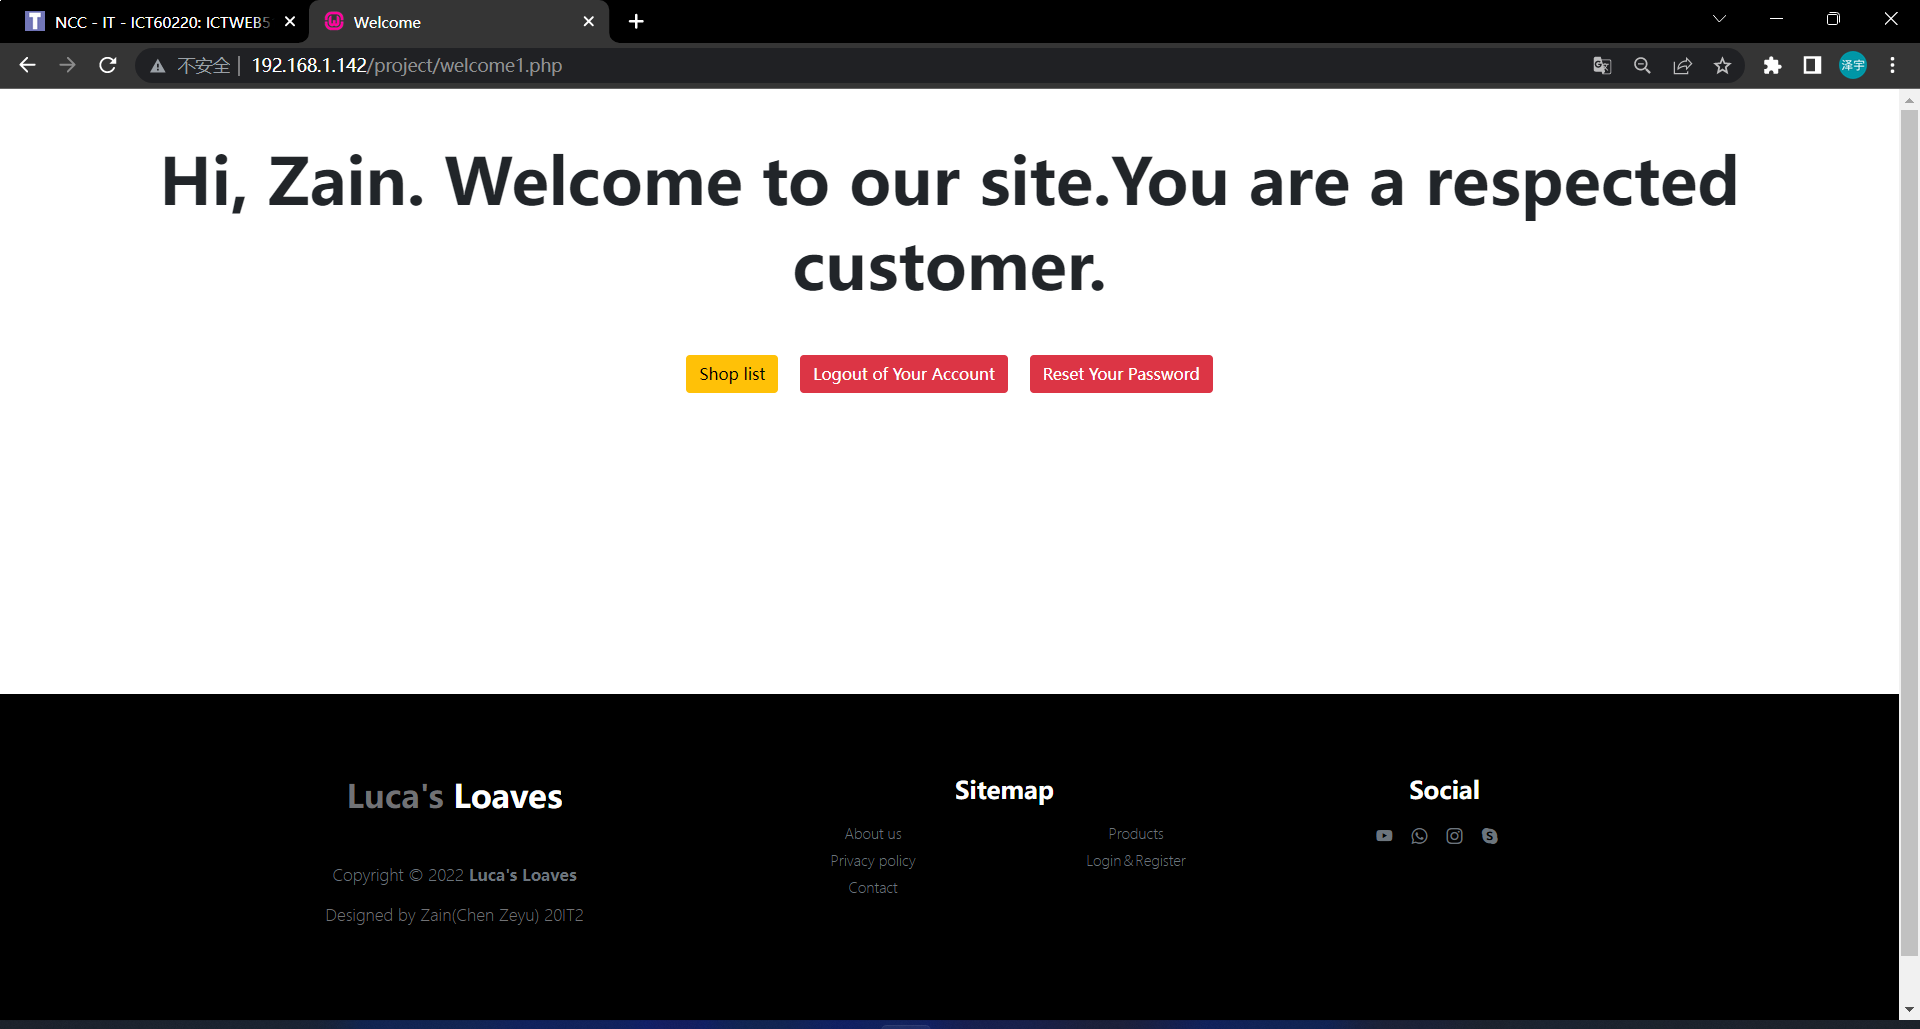 NCC - IT - ICT60220: ICTWEB5
Welcome
不安全 | 192.168.1.142/project/welcome1.php
泽宇
Hi, Zain. Welcome to our site.You are a respected
customer.
Shop list
Logout of Your Account
Reset Your Password
Luca's Loaves
Copyright © 2022 Luca's Loaves
Designed by Zain(Chen Zeyu) 20IT2
Sitemap
About us
Privacy policy
Contact
Products
Login&Register
Social